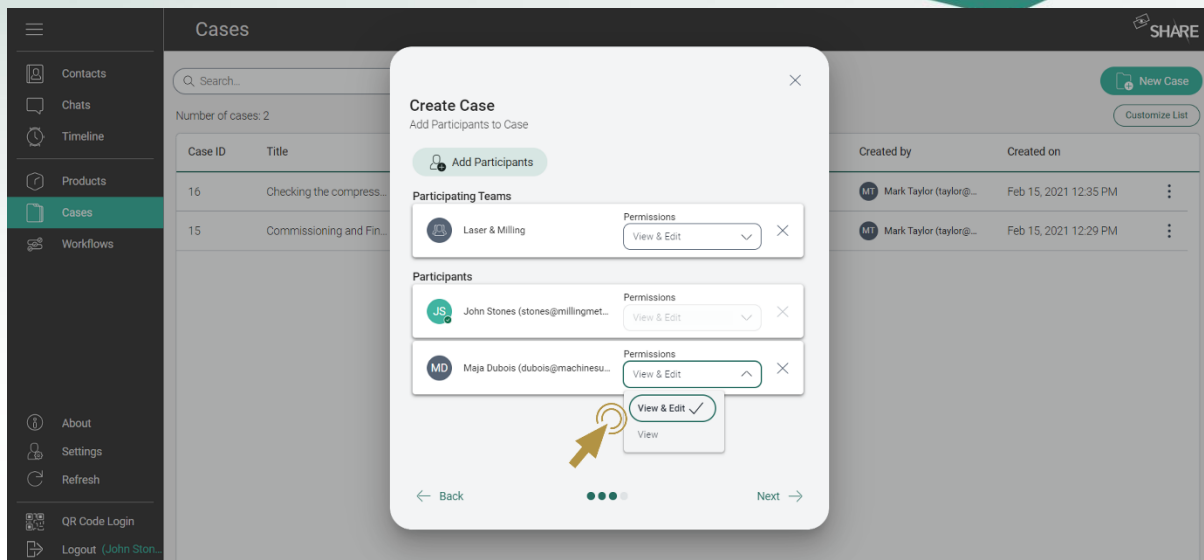 Cases
SHARE
Contacts
Chats
Timeline
Products
Cases
Workflows
About
Settings
Refresh
QR Code Login
Logout (John Ston...
Search...
New Case
Number of cases: 2
Customize List
Case ID Title Created by Created on
16 Checking the compress... MT Mark Taylor (taylor@... Feb 15, 2021 12:35 PM
15 Commissioning and Fin... MT Mark Taylor (taylor@... Feb 15, 2021 12:29 PM
Create Case
Add Participants to Case
Add Participants
Participating Teams
Laser & Milling
Permissions
View & Edit
Participants
JS John Stones (stones@millingmet...
Permissions
View & Edit
MD Maja Dubois (dubois@machinesu...
Permissions
View & Edit
View & Edit
View
Back
Next